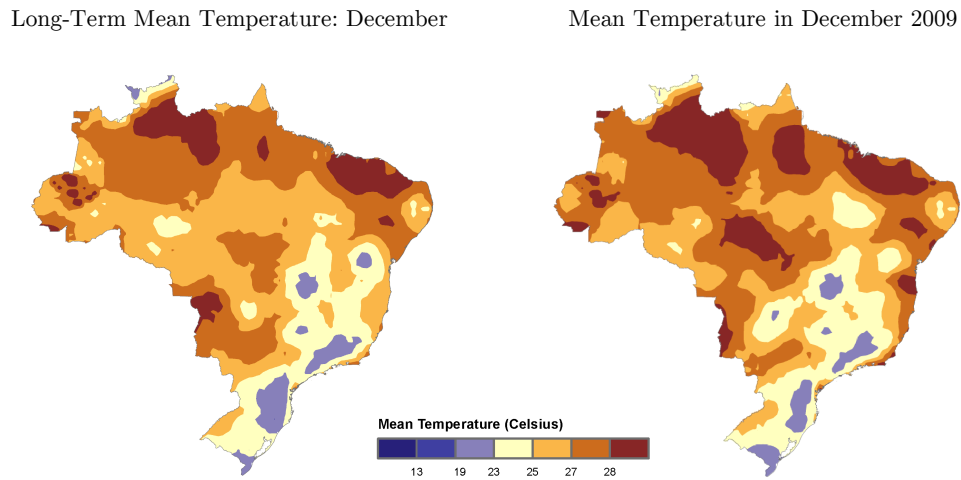 Long-Term Mean Temperature: December
Mean Temperature in December 2009
Mean Temperature (Celsius)
13 19 23 25 27 28